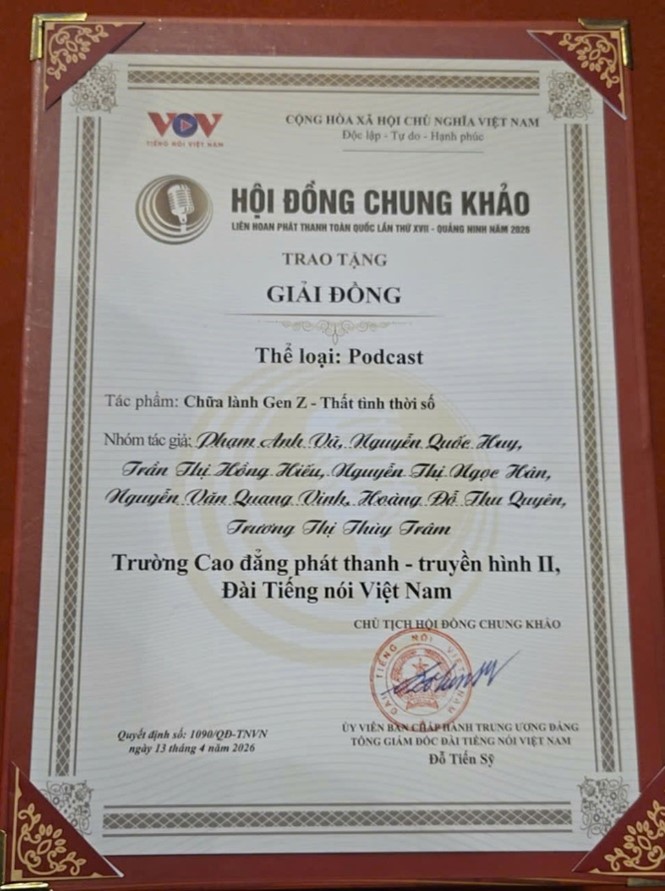 VOV
TIẾNG NÓI VIỆT NAM
CỘNG HÒA XÃ HỘI CHỦ NGHĨA VIỆT NAM
Độc lập - Tự do - Hạnh phúc
HỘI ĐỒNG CHUNG KHẢO
LIÊN HOAN PHÁT THANH TOÀN QUỐC LẦN THỨ XVII - QUẢNG NINH NĂM 2026
TRAO TẶNG
GIẢI ĐỒNG
Thể loại: Podcast
Tác phẩm: Chữa lành Gen Z - Thất tình thời số
Nhóm tác giả: Phạm Anh Vũ, Nguyễn Quốc Huy,
Trần Thị Hồng Hiếu, Nguyễn Thị Ngọc Hân,
Nguyễn Văn Quang Vinh, Hoàng Đỗ Thu Quyên,
Trương Thị Thùy Trâm
Trường Cao đẳng phát thanh - truyền hình II,
Đài Tiếng nói Việt Nam
CHỦ TỊCH HỘI ĐỒNG CHUNG KHẢO
ĐÀI TIẾNG NÓI VIỆT NAM
Quyết định số: 1090/QĐ-TNVN
ngày 13 tháng 4 năm 2026
ỦY VIÊN BAN CHẤP HÀNH TRUNG ƯƠNG ĐẢNG
TỔNG GIÁM ĐỐC ĐÀI TIẾNG NÓI VIỆT NAM
Đỗ Tiến Sỹ